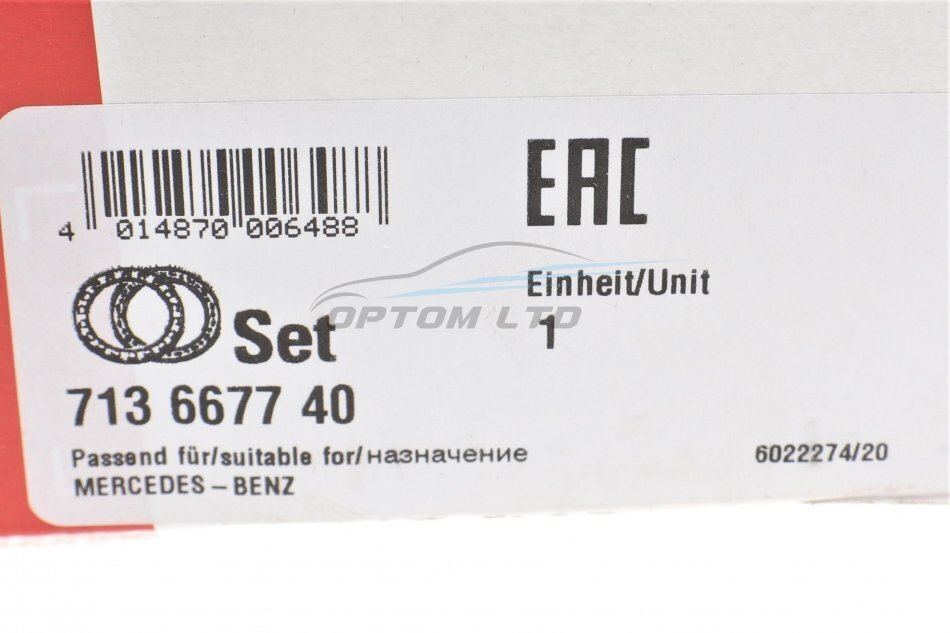 EAC
4 014870 006488
Einheit/Unit
OPTOM LTD
Set
1
713 6677 40
Passend für/suitable for/назначение
6022274/20
MERCEDES-BENZ